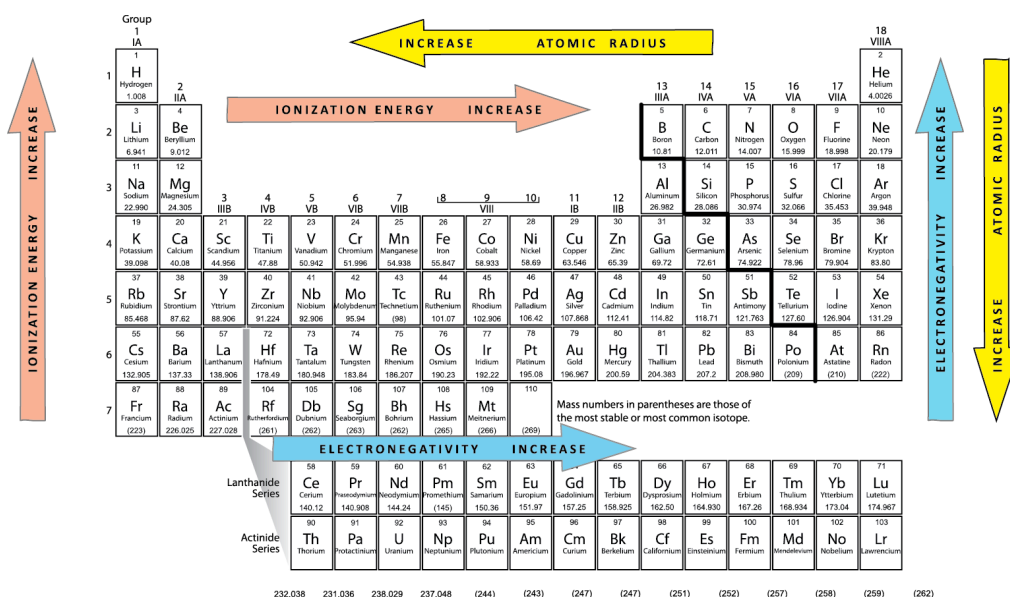 Group
1
IA
18
VIIIA
INCREASE ATOMIC RADIUS
1
1 H Hydrogen 1.008
2 He Helium 4.0026
2
IIA
13 14 15 16 17
IIIA IVA VA VIA VIIA
IONIZATION ENERGY INCREASE
2
3 Li Lithium 6.941
4 Be Beryllium 9.012
5 B Boron 10.81
6 C Carbon 12.011
7 N Nitrogen 14.007
8 O Oxygen 15.999
9 F Fluorine 18.998
10 Ne Neon 20.179
3
11 Na Sodium 22.990
12 Mg Magnesium 24.305
13 Al Aluminum 26.982
14 Si Silicon 28.086
15 P Phosphorus 30.974
16 S Sulfur 32.066
17 Cl Chlorine 35.453
18 Ar Argon 39.948
3 4 5 6 7 8 9 10 11 12
IIIB IVB VB VIB VIIB VIII IB IIB
4
19 K Potassium 39.098
20 Ca Calcium 40.08
21 Sc Scandium 44.956
22 Ti Titanium 47.88
23 V Vanadium 50.942
24 Cr Chromium 51.996
25 Mn Manganese 54.938
26 Fe Iron 55.847
27 Co Cobalt 58.933
28 Ni Nickel 58.69
29 Cu Copper 63.546
30 Zn Zinc 65.39
31 Ga Gallium 69.72
32 Ge Germanium 72.61
33 As Arsenic 74.922
34 Se Selenium 78.96
35 Br Bromine 79.904
36 Kr Krypton 83.80
5
37 Rb Rubidium 85.468
38 Sr Strontium 87.62
39 Y Yttrium 88.906
40 Zr Zirconium 91.224
41 Nb Niobium 92.906
42 Mo Molybdenum 95.94
43 Tc Technetium (98)
44 Ru Ruthenium 101.07
45 Rh Rhodium 102.906
46 Pd Palladium 106.42
47 Ag Silver 107.868
48 Cd Cadmium 112.41
49 In Indium 114.82
50 Sn Tin 118.71
51 Sb Antimony 121.763
52 Te Tellurium 127.60
53 I Iodine 126.904
54 Xe Xenon 131.29
6
55 Cs Cesium 132.905
56 Ba Barium 137.33
57 La Lanthanum 138.906
72 Hf Hafnium 178.49
73 Ta Tantalum 180.948
74 W Tungsten 183.84
75 Re Rhenium 186.207
76 Os Osmium 190.23
77 Ir Iridium 192.22
78 Pt Platinum 195.08
79 Au Gold 196.967
80 Hg Mercury 200.59
81 Tl Thallium 204.383
82 Pb Lead 207.2
83 Bi Bismuth 208.980
84 Po Polonium (209)
85 At Astatine (210)
86 Rn Radon (222)
7
87 Fr Francium (223)
88 Ra Radium 226.025
89 Ac Actinium 227.028
104 Rf Rutherfordium (261)
105 Db Dubnium (262)
106 Sg Seaborgium (263)
107 Bh Bohrium (262)
108 Hs Hassium (265)
109 Mt Meitnerium (266)
110 (269)
Mass numbers in parentheses are those of
the most stable or most common isotope.
IONIZATION ENERGY INCREASE
ELECTRONEGATIVITY INCREASE
ATOMIC RADIUS INCREASE
ELECTRONEGATIVITY INCREASE
Lanthanide
Series
58 Ce Cerium 140.12
59 Pr Praseodymium 140.908
60 Nd Neodymium 144.24
61 Pm Promethium (145)
62 Sm Samarium 150.36
63 Eu Europium 151.97
Gd Gadolinium 157.25
65 Tb Terbium 158.925
66 Dy Dysprosium 162.50
67 Ho Holmium 164.930
68 Er Erbium 167.26
69 Tm Thulium 168.934
70 Yb Ytterbium 173.04
71 Lu Lutetium 174.967
Actinide
Series
90 Th Thorium
91 Pa Protactinium
92 U Uranium
93 Np Neptunium
94 Pu Plutonium
95 Am Americium
96 Cm Curium
97 Bk Berkelium
98 Cf Californium
99 Es Einsteinium
100 Fm Fermium
101 Md Mendelevium
102 No Nobelium
103 Lr Lawrencium
232.038 231.036 238.029 237.048 (244) (243) (247) (247) (251) (252) (257) (258) (259) (262)